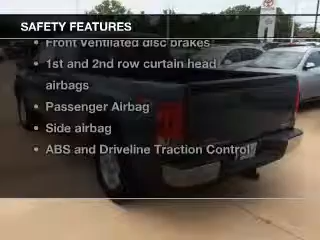 SAFETY FEATURES
• Front Ventilated disc brakes
• 1st and 2nd row curtain head
airbags
• Passenger Airbag
• Side airbag
• ABS and Driveline Traction Control